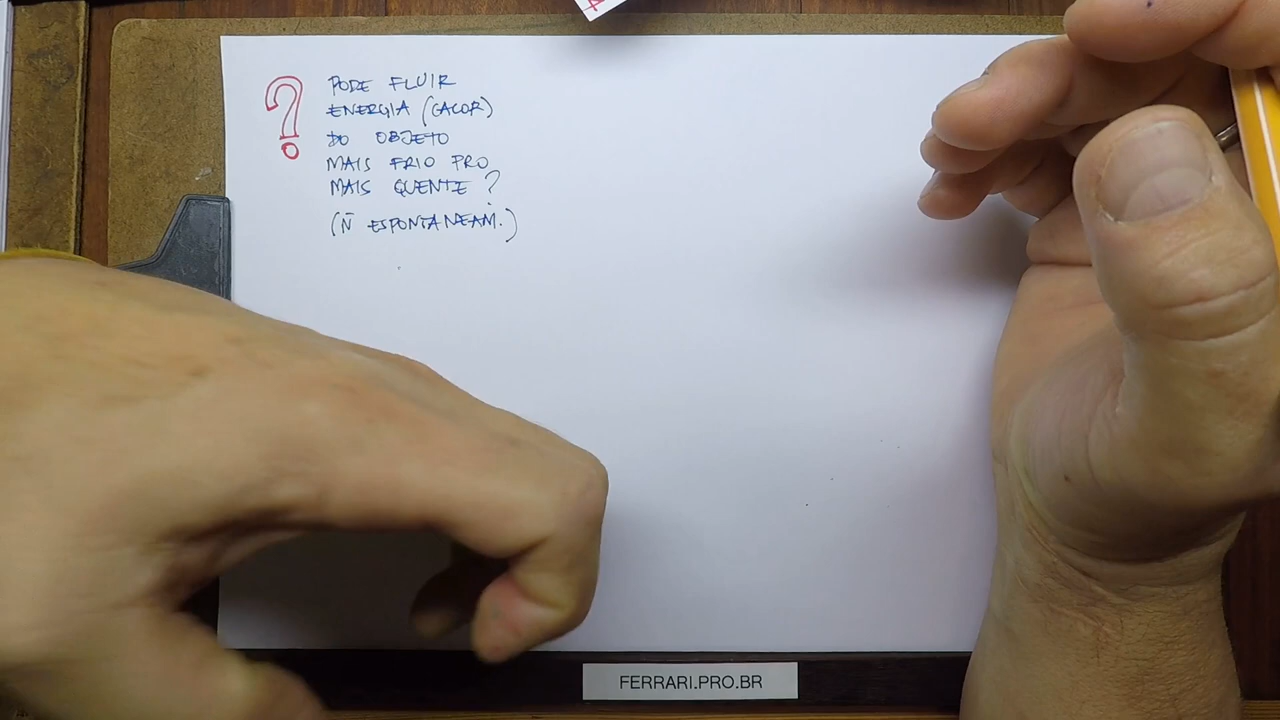 ?
PODE FLUIR
ENERGIA (CALOR)
DO OBJETO
MAIS FRIO PRO
MAIS QUENTE ?
(Ñ ESPONTANEAM.)
FERRARI.PRO.BR